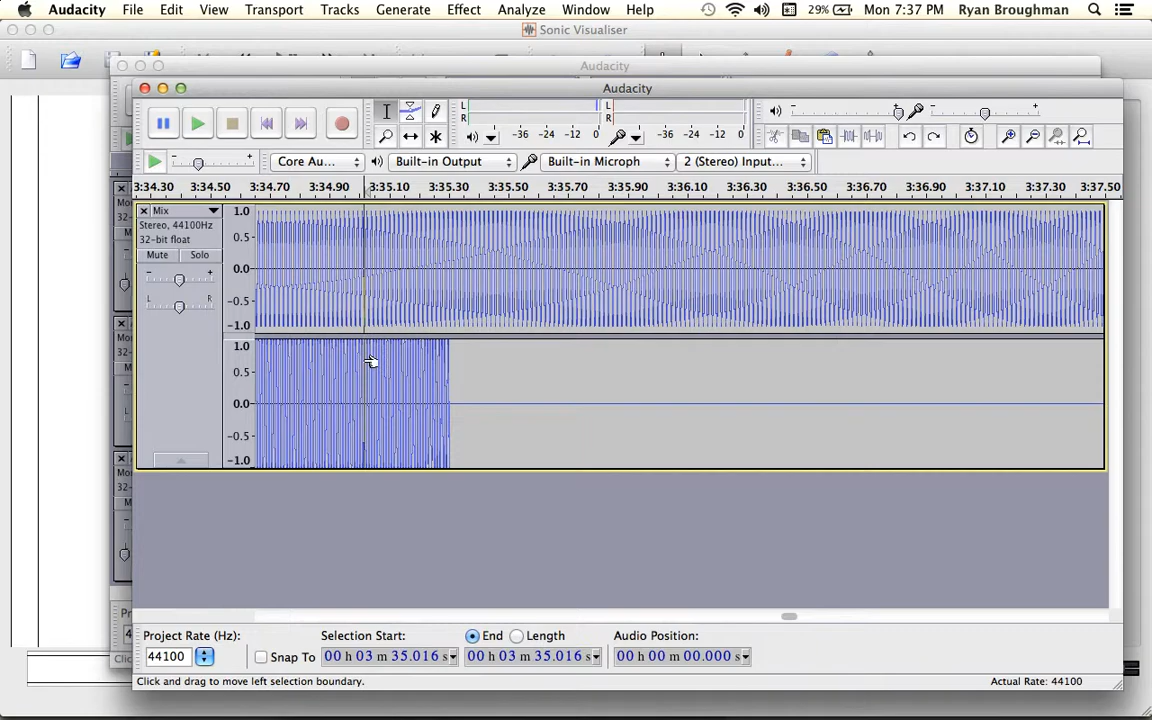 Audacity File Edit View Transport Tracks Generate Effect Analyze Window Help 29% Mon 7:37 PM Ryan Broughman
Sonic Visualiser
Audacity
Audacity
L R -36 -24 -12 0 L R -36 -24 -12 0
Core Au... Built-in Output Built-in Microph 2 (Stereo) Input...
3:34.30 3:34.50 3:34.70 3:34.90 3:35.10 3:35.30 3:35.50 3:35.70 3:35.90 3:36.10 3:36.30 3:36.50 3:36.70 3:36.90 3:37.10 3:37.30 3:37.50
Mix 1.0
Stereo, 44100Hz
32-bit float 0.5
Mute Solo
0.0
L R -0.5
-1.0
1.0
0.5
0.0
-0.5
-1.0
Project Rate (Hz): Selection Start: End Length Audio Position:
44100 Snap To 00 h 03 m 35.016 s 00 h 03 m 35.016 s 00 h 00 m 00.000 s
Click and drag to move left selection boundary. Actual Rate: 44100